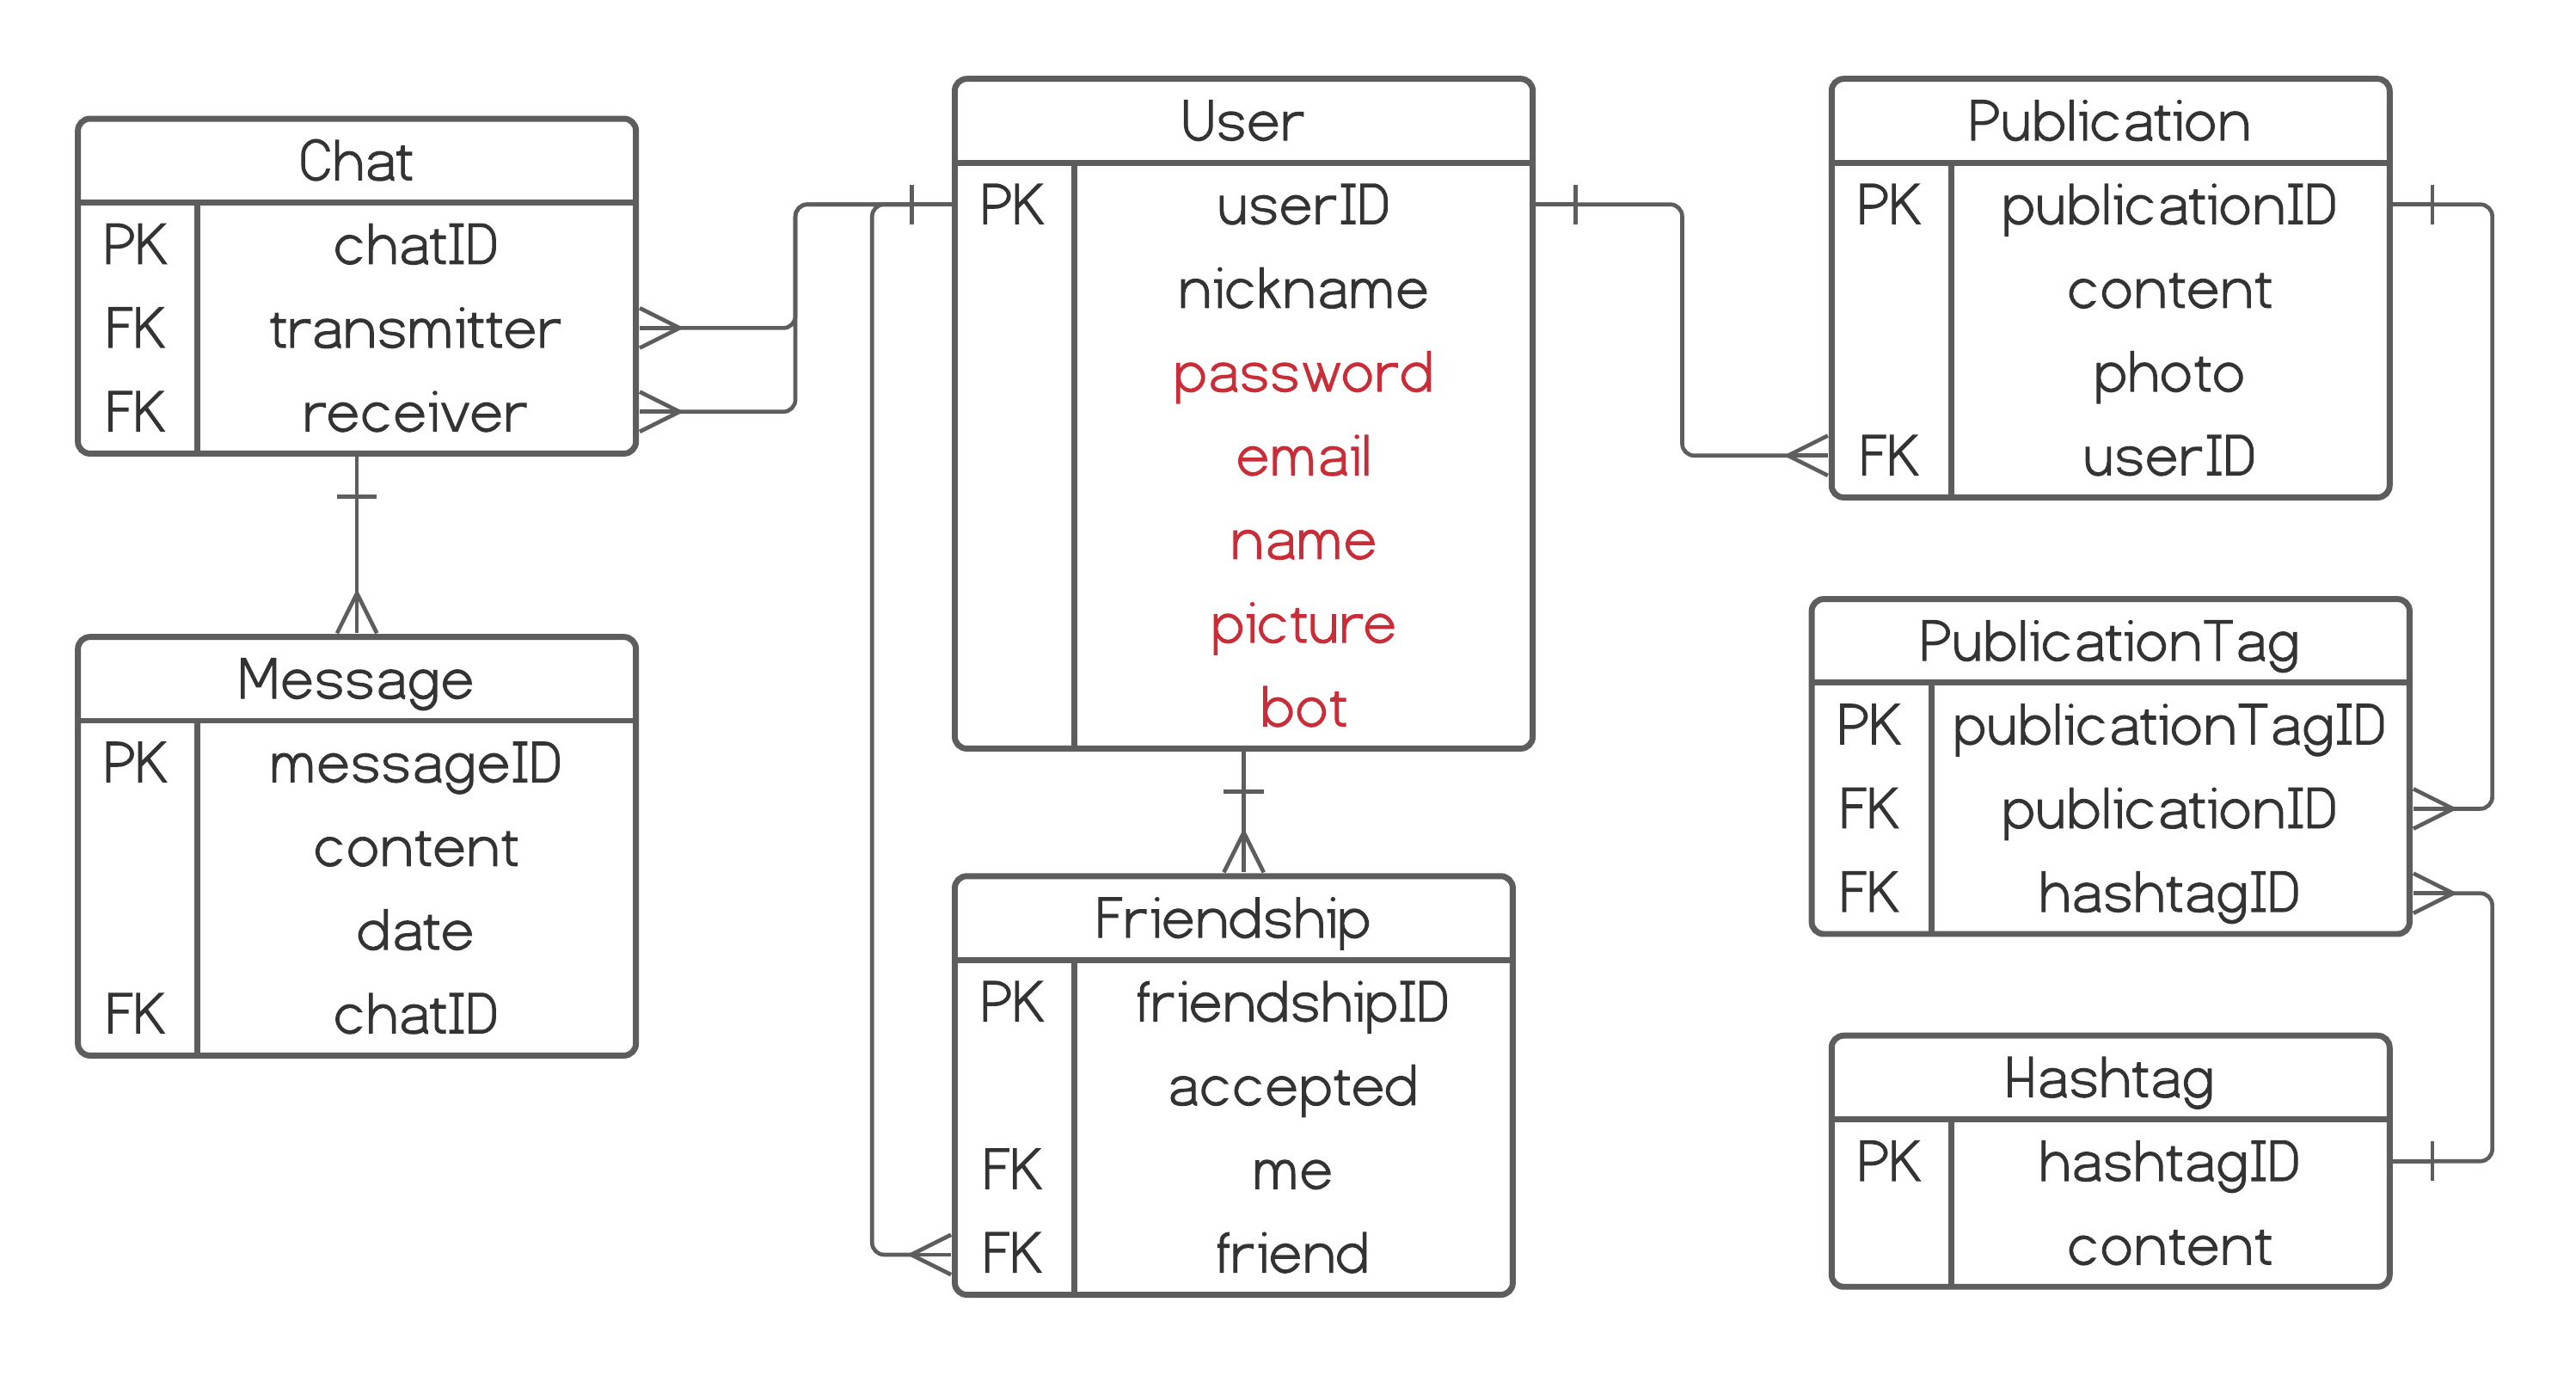 Chat
PK chatID
FK transmitter
FK receiver
Message
PK messageID
content
date
FK chatID
User
PK userID
nickname
password
email
name
picture
bot
Friendship
PK friendshipID
accepted
FK me
FK friend
Publication
PK publicationID
content
photo
FK userID
PublicationTag
PK publicationTagID
FK publicationID
FK hashtagID
Hashtag
PK hashtagID
content